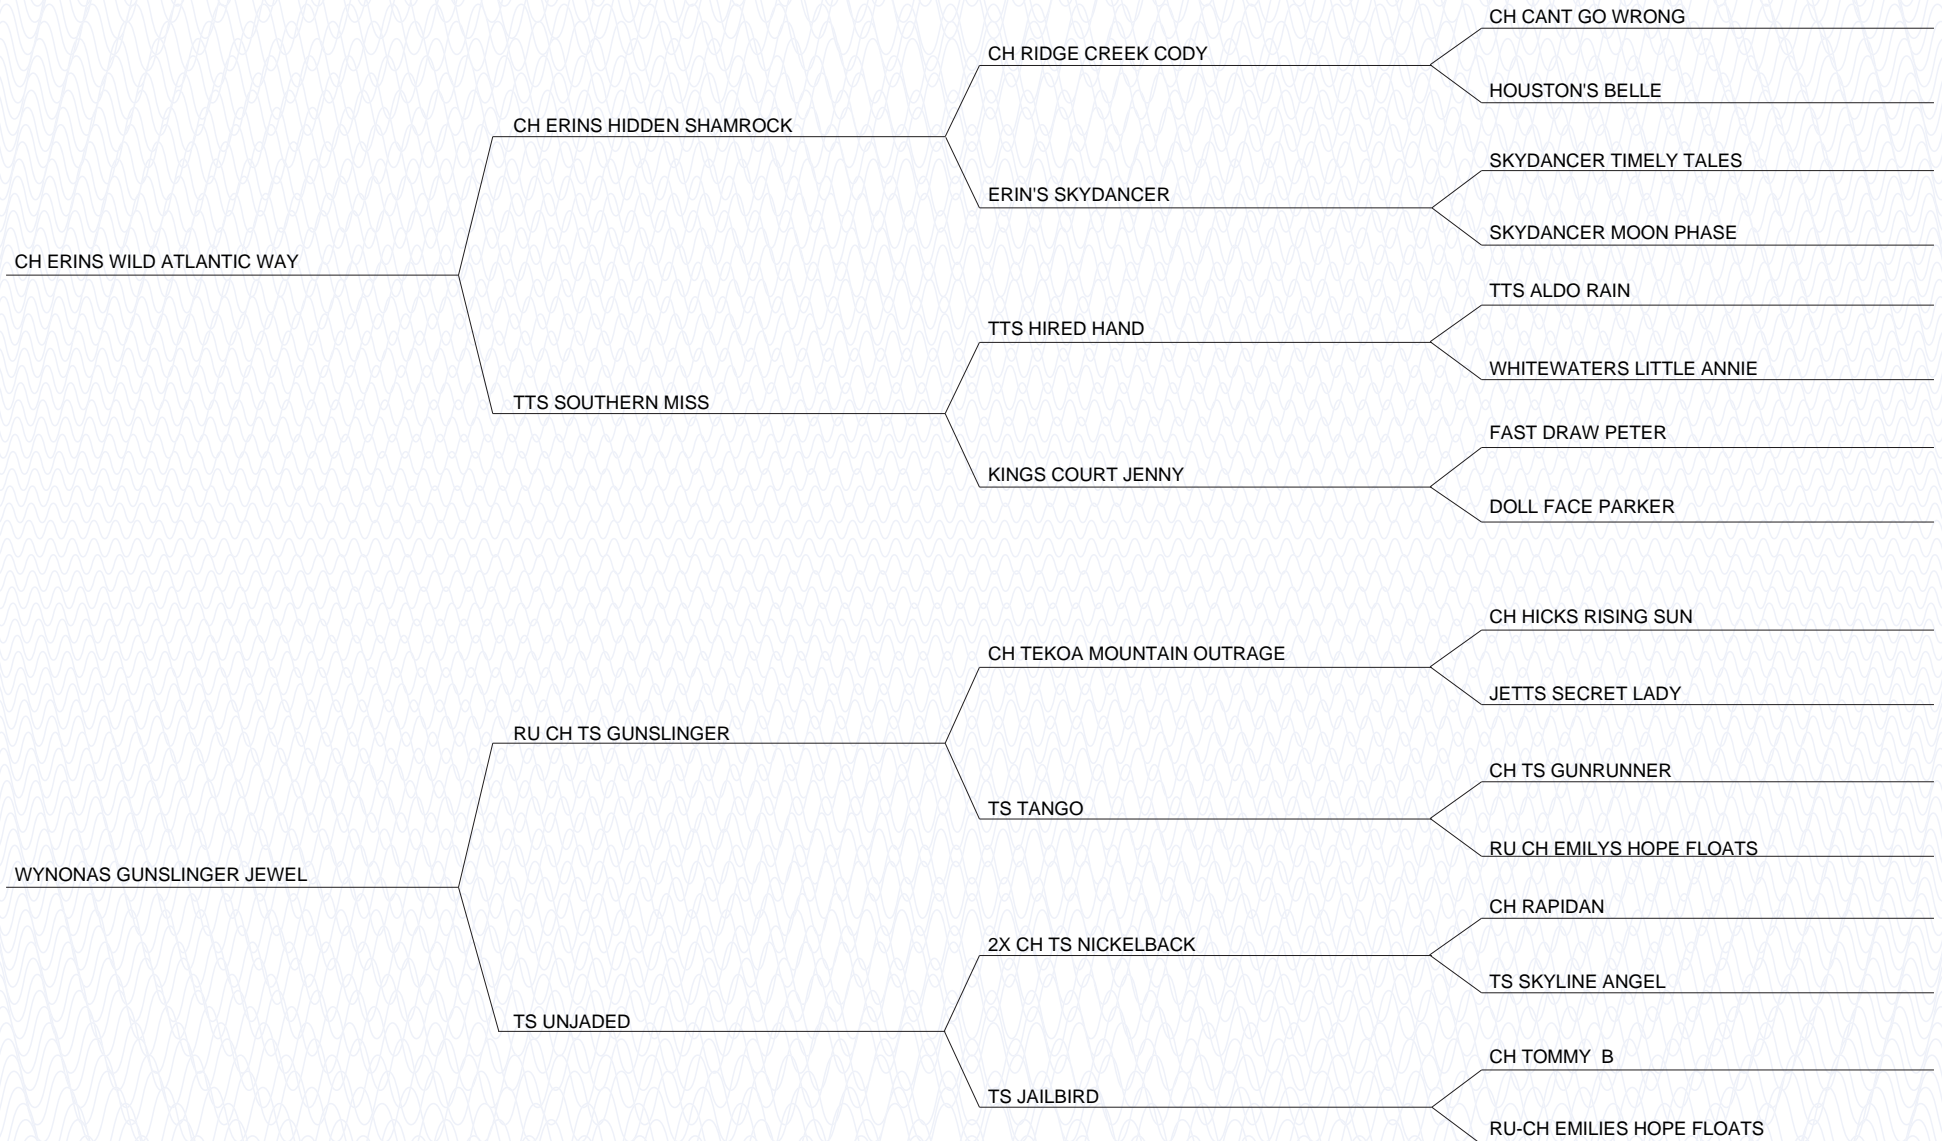 CH CANT GO WRONG
CH RIDGE CREEK CODY
HOUSTON'S BELLE
CH ERINS HIDDEN SHAMROCK
SKYDANCER TIMELY TALES
ERIN'S SKYDANCER
SKYDANCER MOON PHASE
CH ERINS WILD ATLANTIC WAY
TTS ALDO RAIN
TTS HIRED HAND
WHITEWATERS LITTLE ANNIE
TTS SOUTHERN MISS
FAST DRAW PETER
KINGS COURT JENNY
DOLL FACE PARKER
CH HICKS RISING SUN
CH TEKOA MOUNTAIN OUTRAGE
JETTS SECRET LADY
RU CH TS GUNSLINGER
CH TS GUNRUNNER
TS TANGO
RU CH EMILYS HOPE FLOATS
WYNONAS GUNSLINGER JEWEL
CH RAPIDAN
2X CH TS NICKELBACK
TS SKYLINE ANGEL
TS UNJADED
CH TOMMY  B
TS JAILBIRD
RU-CH EMILIES HOPE FLOATS